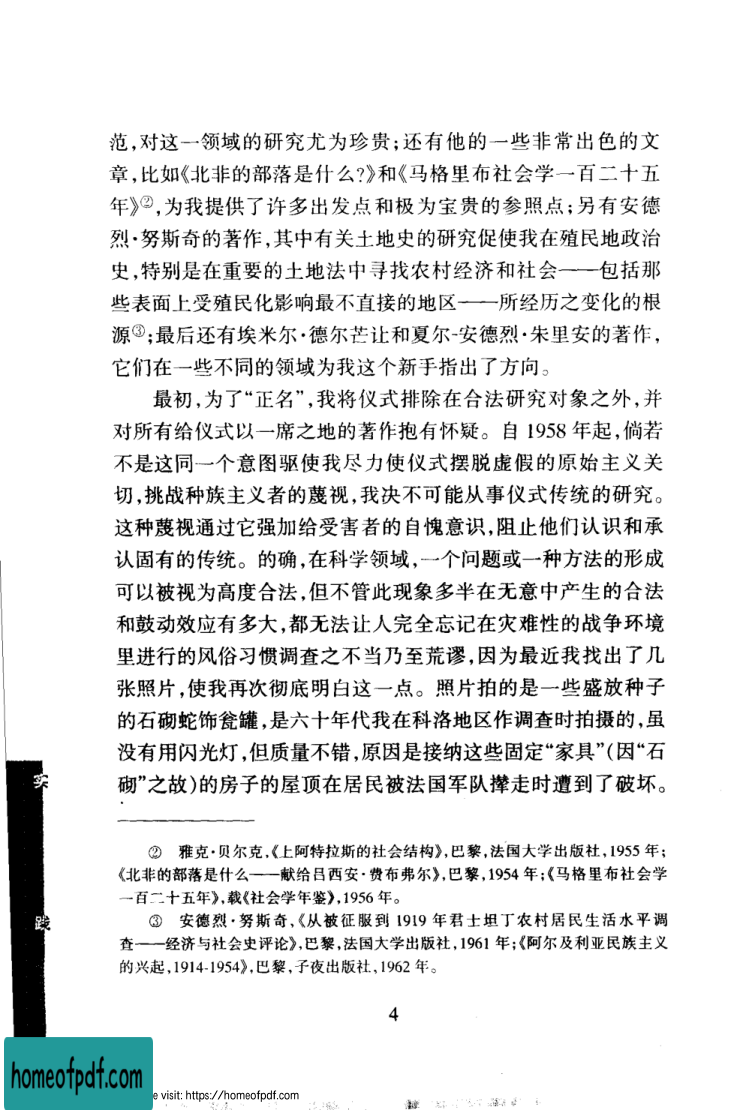 范,对这一领域的研究尤为珍贵;还有他的一些非常出色的文
章,比如《北非的部落是什么?》和《马格里布社会学一百二十五
年》②,为我提供了许多出发点和极为宝贵的参照点;另有安德
烈·努斯奇的著作,其中有关土地史的研究促使我在殖民地政治
史,特别是在重要的土地法中寻找农村经济和社会——包括那
些表面上受殖民化影响最不直接的地区——所经历之变化的根
源③;最后还有埃米尔·德尔芒让和夏尔-安德烈·朱里安的著作,
它们在一些不同的领域为我这个新手指出了方向。
最初,为了“正名”,我将仪式排除在合法研究对象之外,并
对所有给仪式以一席之地的著作抱有怀疑。自 1958 年起,倘若
不是这同一个意图驱使我尽力使仪式摆脱虚假的原始主义关
切,挑战种族主义者的蔑视,我决不可能从事仪式传统的研究。
这种蔑视通过它强加给受害者的自愧意识,阻止他们认识和承
认固有的传统。的确,在科学领域,一个问题或一种方法的形成
可以被视为高度合法,但不管此现象多半在无意中产生的合法
和鼓动效应有多大,都无法让人完全忘记在灾难性的战争环境
里进行的风俗习惯调查之不当乃至荒谬,因为最近我找出了几
张照片,使我再次彻底明白这一点。照片拍的是一些盛放种子
的石砌蛇饰瓮罐,是六十年代我在科洛地区作调查时拍摄的,虽
没有用闪光灯,但质量不错,原因是接纳这些固定“家具”(因“石
砌”之故)的房子的屋顶在居民被法国军队撵走时遭到了破坏。
② 雅克·贝尔克,《上阿特拉斯的社会结构》,巴黎,法国大学出版社,1955 年;
《北非的部落是什么——献给吕西安·费布弗尔》,巴黎,1954 年;《马格里布社会学
一百二十五年》,载《社会学年鉴》,1956 年。
③ 安德烈·努斯奇,《从被征服到 1919 年君士坦丁农村居民生活水平调
查——经济与社会史评论》,巴黎,法国大学出版社,1961 年;《阿尔及利亚民族主义
的兴起,1914-1954》,巴黎,子夜出版社,1962 年。
实
践
4
homeofpdf.com
e visit: https://homeofpdf.com